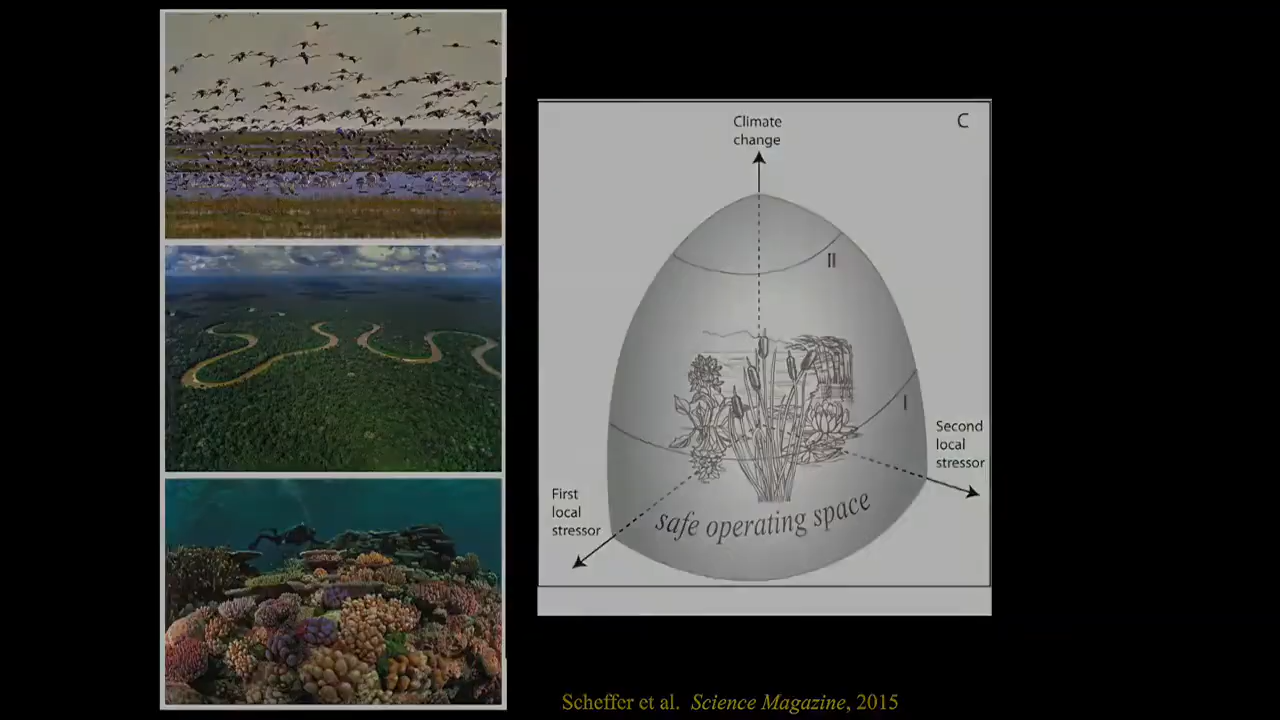 Climate
change
C
II
I
Second
local
stressor
First
local
stressor
safe operating space
Scheffer et al. Science Magazine, 2015